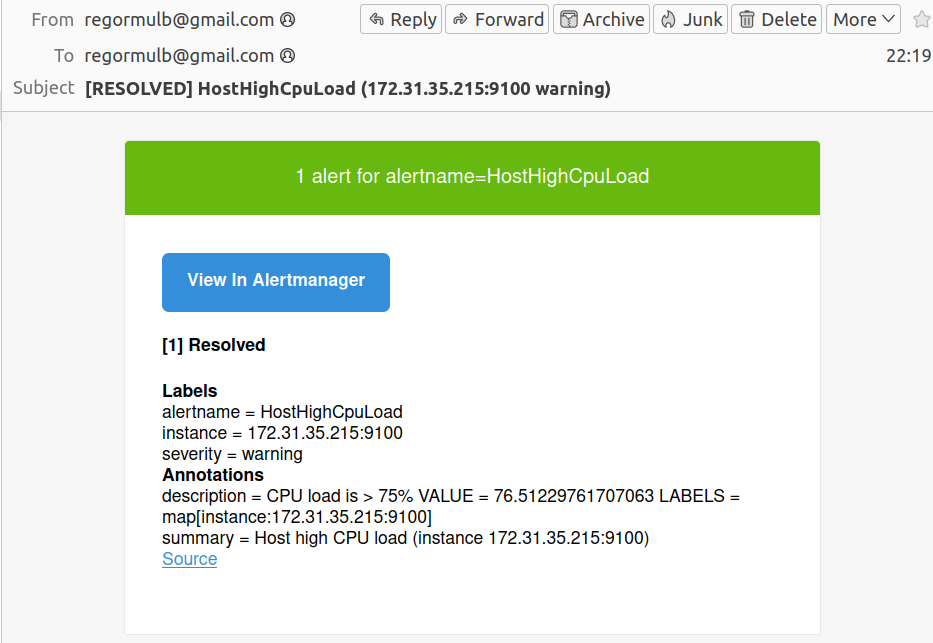 From regormulb@gmail.com
Reply Forward Archive Junk Delete More
To regormulb@gmail.com
22:19
Subject [RESOLVED] HostHighCpuLoad (172.31.35.215:9100 warning)
1 alert for alertname=HostHighCpuLoad
View In Alertmanager
[1] Resolved
Labels
alertname = HostHighCpuLoad
instance = 172.31.35.215:9100
severity = warning
Annotations
description = CPU load is > 75% VALUE = 76.51229761707063 LABELS =
map[instance:172.31.35.215:9100]
summary = Host high CPU load (instance 172.31.35.215:9100)
Source